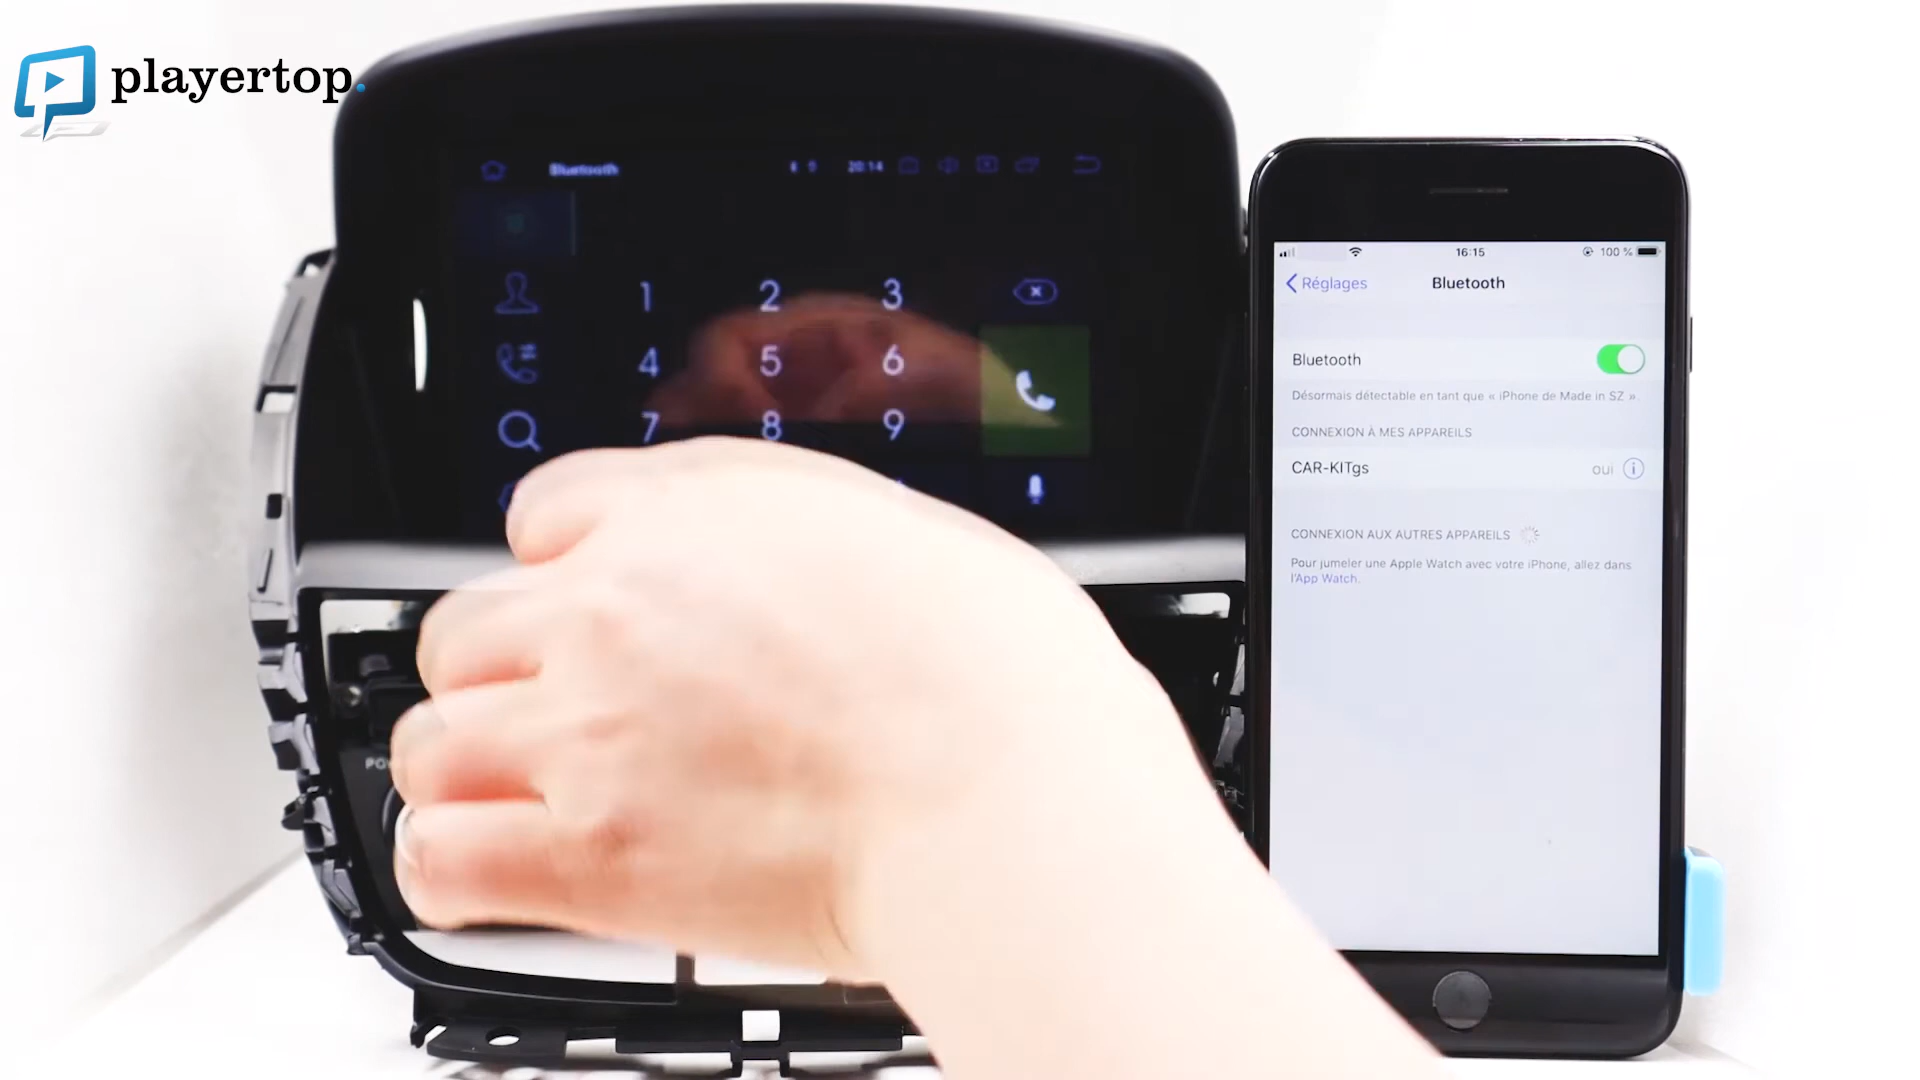 playertop.
Bluetooth
20:14
1 2 3
4 5 6
7 8 9
16:15
100 %
Réglages
Bluetooth
Bluetooth
Désormais détectable en tant que « iPhone de Made in SZ ».
CONNEXION À MES APPAREILS
CAR-KITgs oui
CONNEXION AUX AUTRES APPAREILS
Pour jumeler une Apple Watch avec votre iPhone, allez dans
l'App Watch.